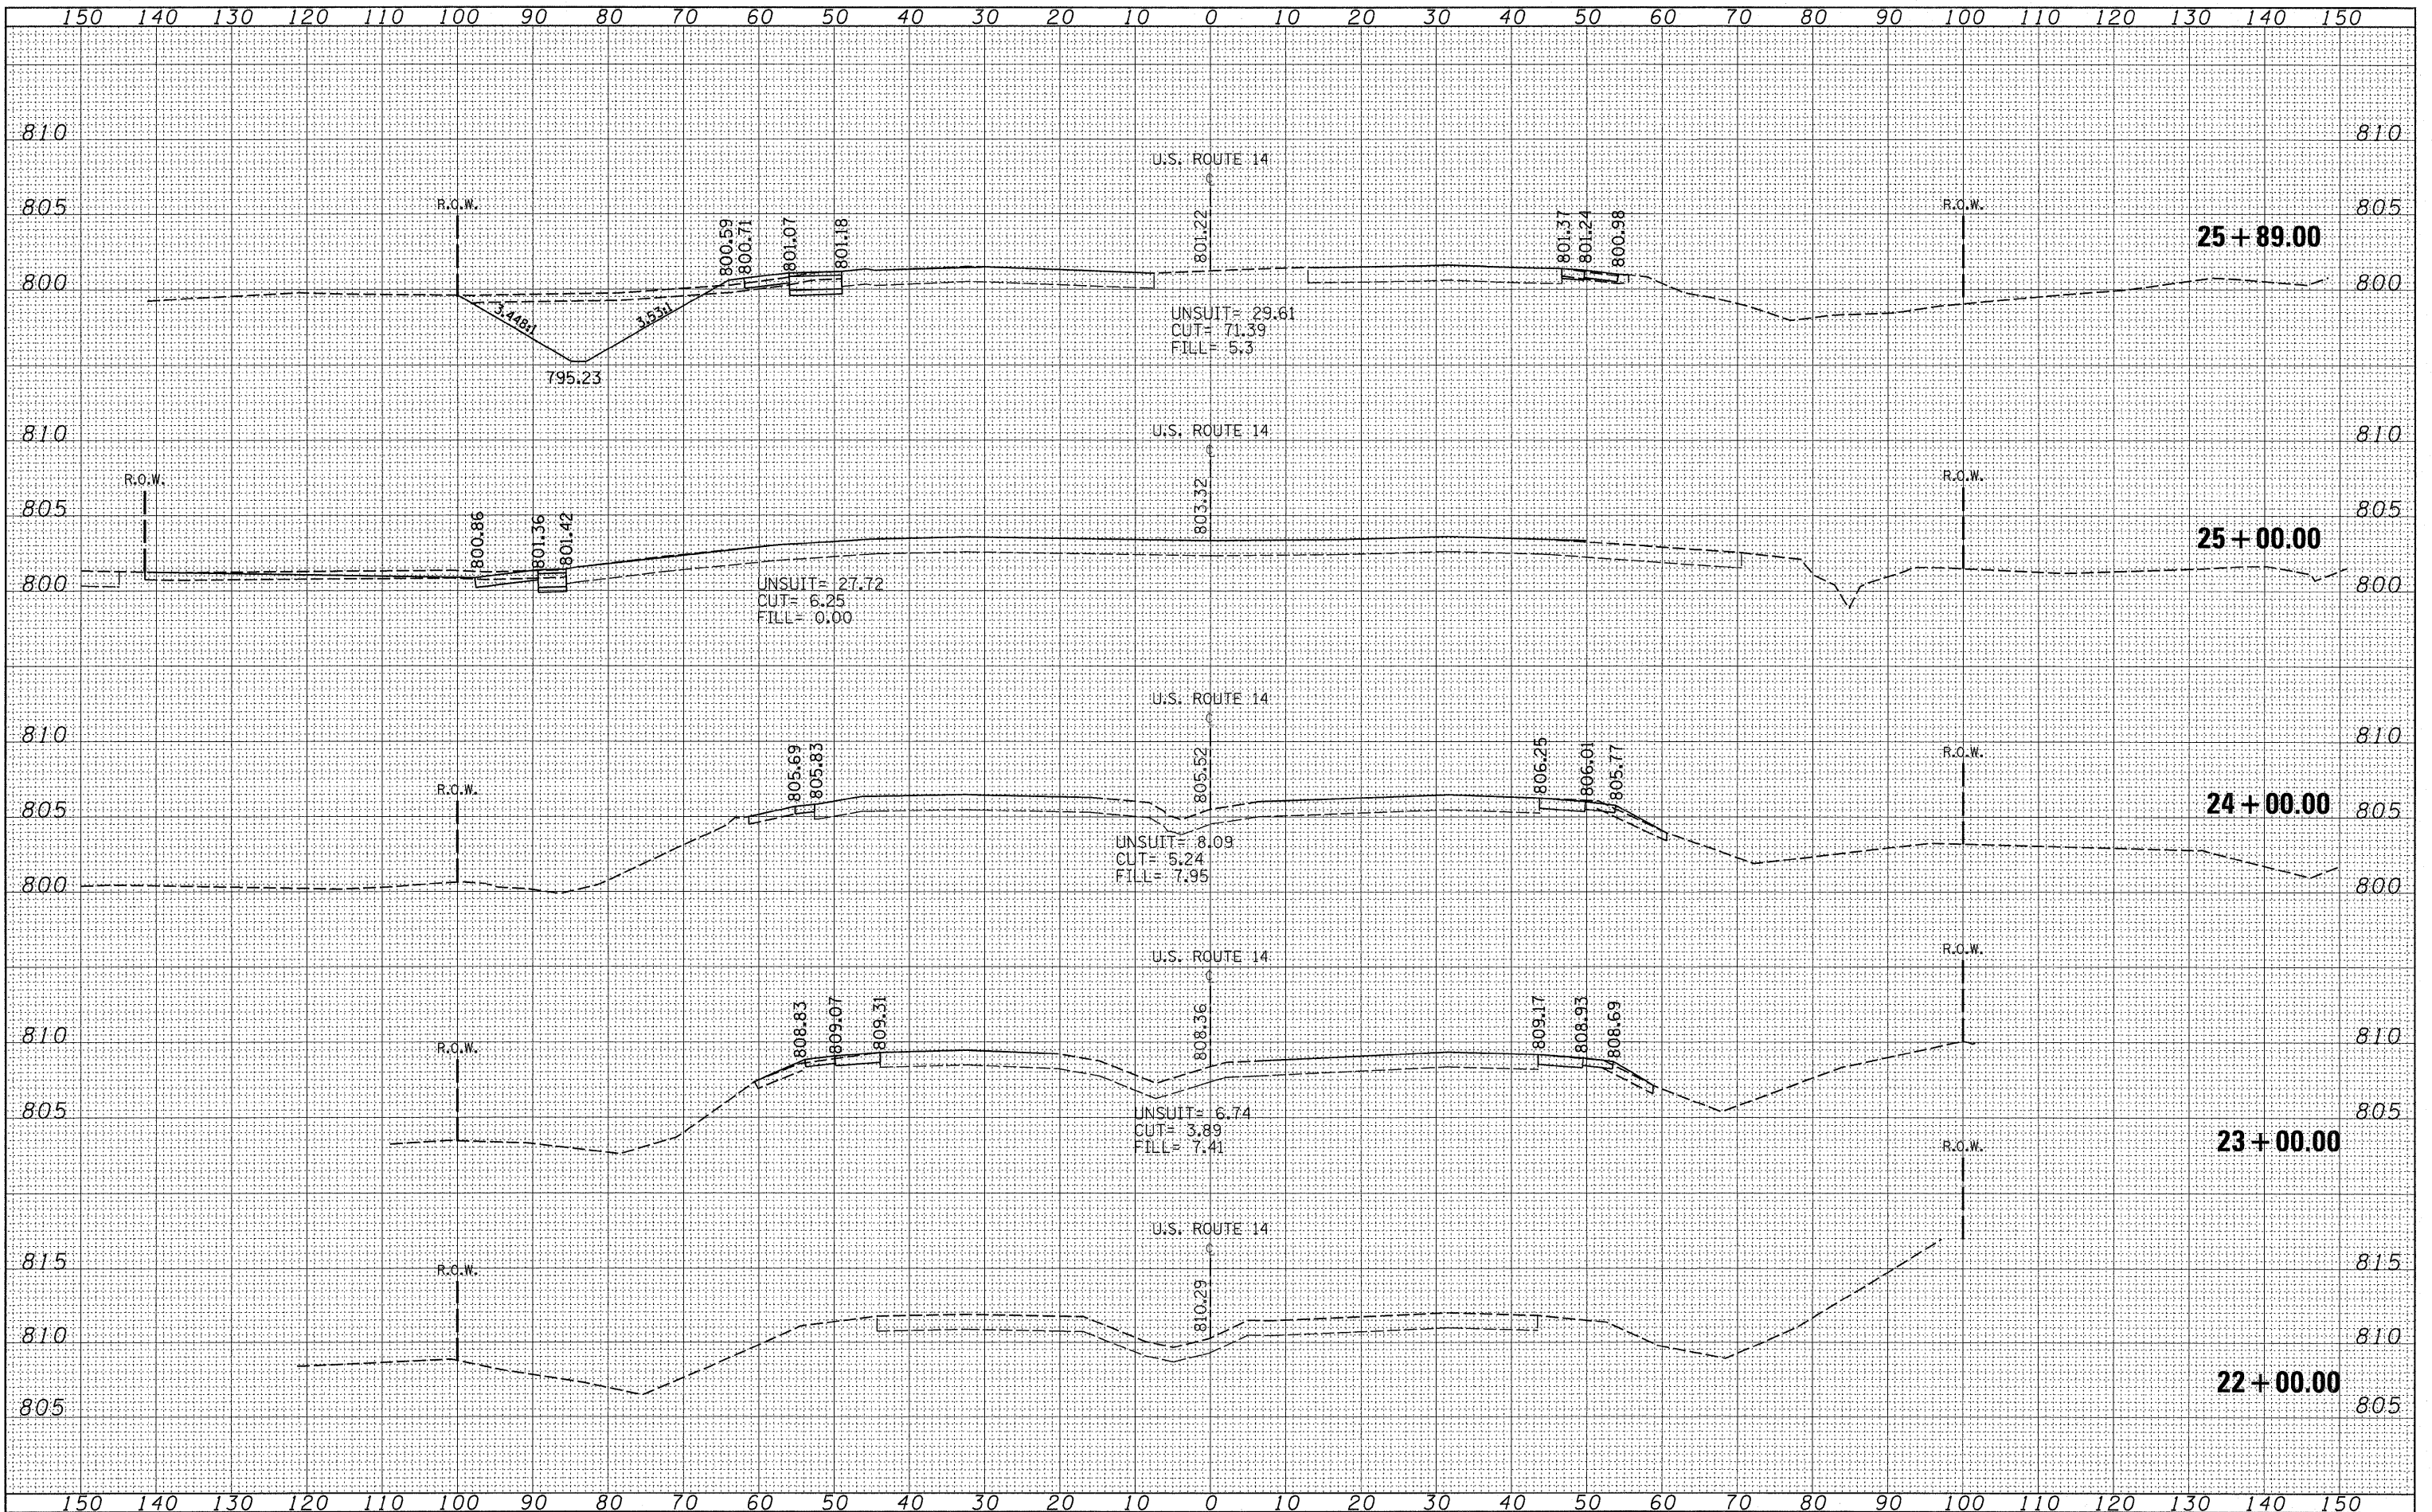 150 140 130 120 110 100 90 80 70 60 50 40 30 20 10 0 10 20 30 40 50 60 70 80 90 100 110 120 130 140 150
810 810
U.S. ROUTE 14
℄
805 R.O.W. R.O.W. 805
800.59 800.71 801.07 801.18 801.22 801.37 801.24 800.98
25+89.00
800 800
3.448:1 3.53:1
UNSUIT= 29.61
CUT= 71.39
FILL= 5.3
795.23
810 810
U.S. ROUTE 14
℄
R.O.W. R.O.W.
805 805
800.86 801.36 801.42 803.32
25+00.00
800 800
UNSUIT= 27.72
CUT= 6.25
FILL= 0.00
U.S. ROUTE 14
℄
810 810
R.O.W. R.O.W.
805.69 805.83 805.52 806.25 806.01 805.77
805 805
24+00.00
UNSUIT= 8.09
CUT= 5.24
FILL= 7.95
800 800
U.S. ROUTE 14
℄
R.O.W. R.O.W.
810 810
808.83 809.07 809.31 808.36 809.17 808.93 808.69
805 805
UNSUIT= 6.74
CUT= 3.89
FILL= 7.41
23+00.00
R.O.W.
U.S. ROUTE 14
℄
815 815
R.O.W.
810.29
810 810
22+00.00
805 805
150 140 130 120 110 100 90 80 70 60 50 40 30 20 10 0 10 20 30 40 50 60 70 80 90 100 110 120 130 140 150